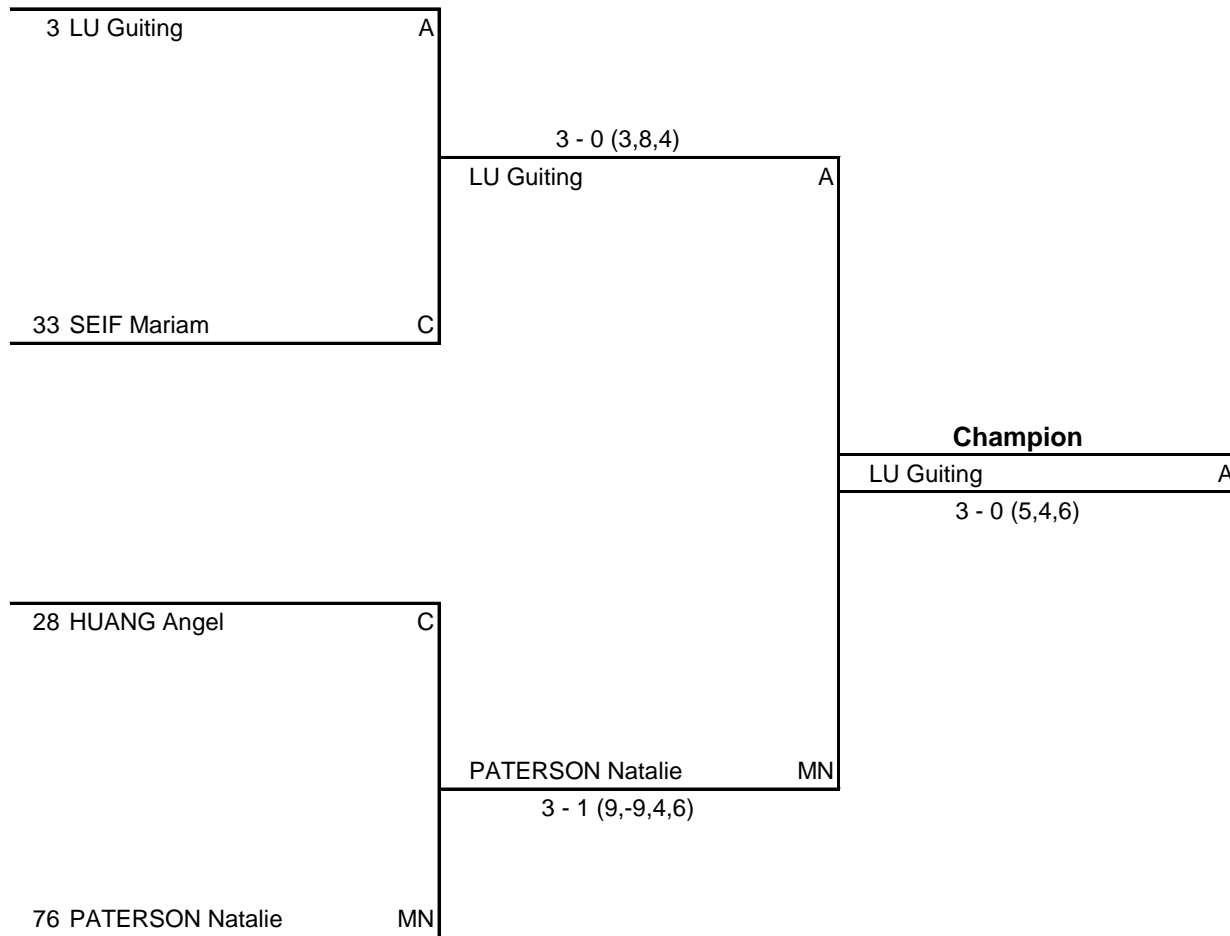 3 LU Guiting A
3 - 0 (3,8,4)
LU Guiting A
33 SEIF Mariam C
Champion
LU Guiting A
3 - 0 (5,4,6)
28 HUANG Angel C
PATERSON Natalie MN
3 - 1 (9,-9,4,6)
76 PATERSON Natalie MN